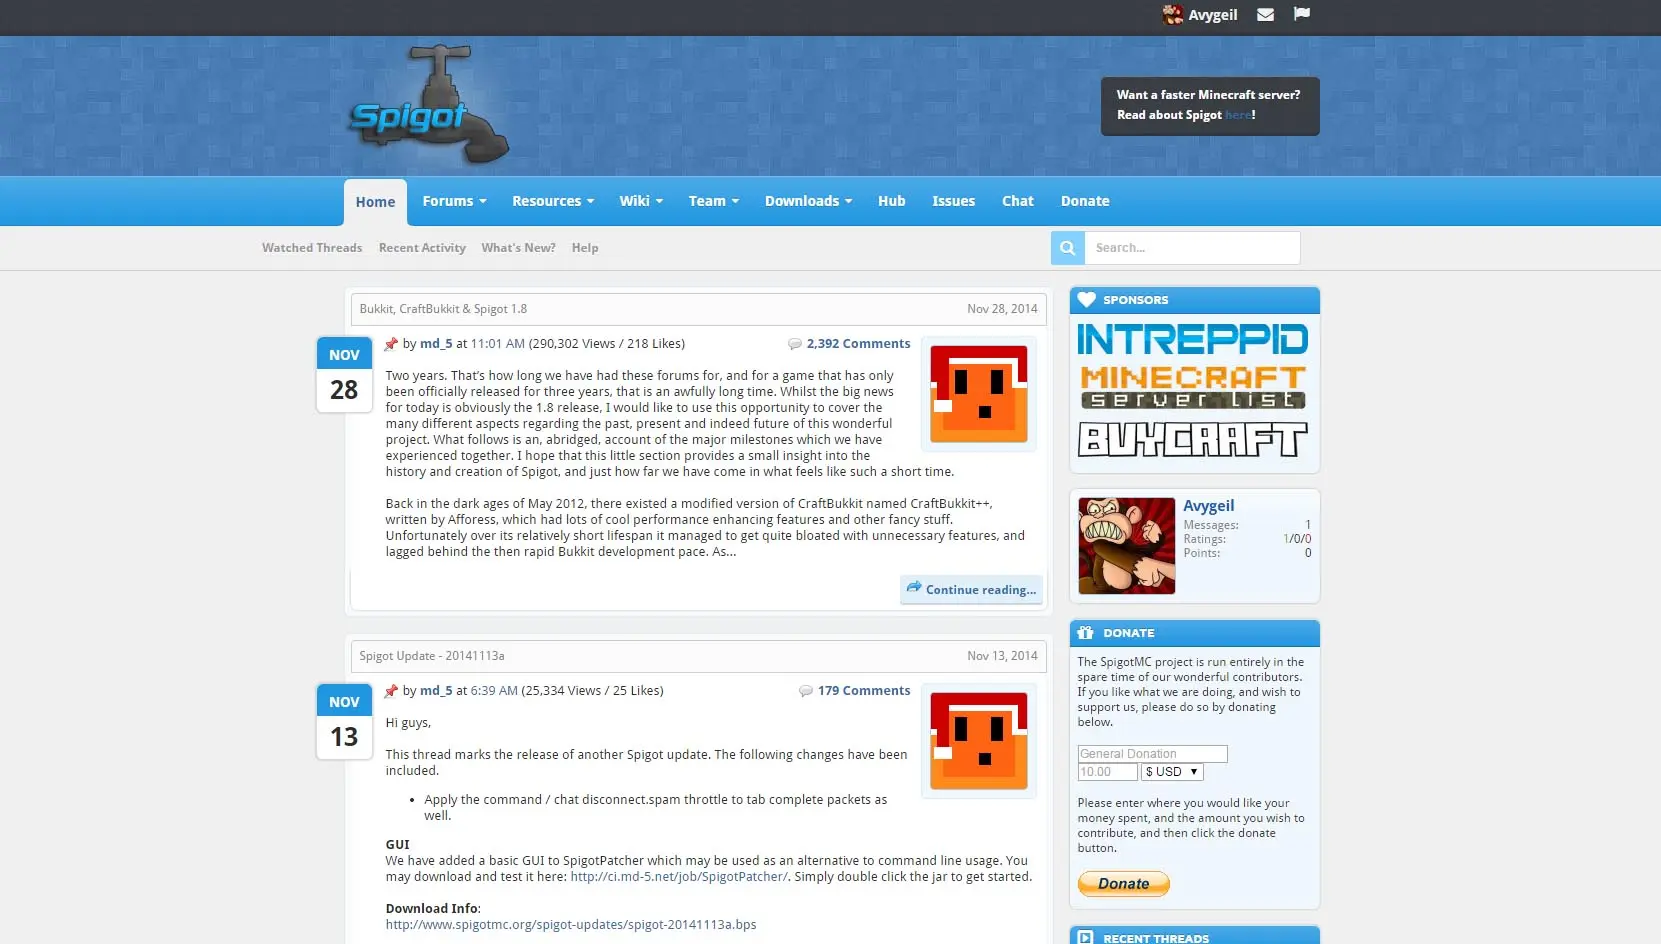 Avygeil
Spigot
Want a faster Minecraft server?
Read about Spigot here!
Home Forums Resources Wiki Team Downloads Hub Issues Chat Donate
Watched Threads Recent Activity What's New? Help
Search...
Bukkit, CraftBukkit & Spigot 1.8 Nov 28, 2014
NOV
28
by md_5 at 11:01 AM (290,302 Views / 218 Likes) 2,392 Comments
Two years. That's how long we have had these forums for, and for a game that has only
been officially released for three years, that is an awfully long time. Whilst the big news
for today is obviously the 1.8 release, I would like to use this opportunity to cover the
many different aspects regarding the past, present and indeed future of this wonderful
project. What follows is an, abridged, account of the major milestones which we have
experienced together. I hope that this little section provides a small insight into the
history and creation of Spigot, and just how far we have come in what feels like such a short time.
Back in the dark ages of May 2012, there existed a modified version of CraftBukkit named CraftBukkit++,
written by Afforess, which had lots of cool performance enhancing features and other fancy stuff.
Unfortunately over its relatively short lifespan it managed to get quite bloated with unnecessary features, and
lagged behind the then rapid Bukkit development pace. As...
Continue reading...
Spigot Update - 20141113a Nov 13, 2014
NOV
13
by md_5 at 6:39 AM (25,334 Views / 25 Likes) 179 Comments
Hi guys,
This thread marks the release of another Spigot update. The following changes have been
included.
• Apply the command / chat disconnect.spam throttle to tab complete packets as
well.
GUI
We have added a basic GUI to SpigotPatcher which may be used as an alternative to command line usage. You
may download and test it here: http://ci.md-5.net/job/SpigotPatcher/. Simply double click the jar to get started.
Download Info:
http://www.spigotmc.org/spigot-updates/spigot-20141113a.bps
SPONSORS
INTREPPID
MINECRAFT
server list
BUYCRAFT
Avygeil
Messages: 1
Ratings: 1/0/0
Points: 0
DONATE
The SpigotMC project is run entirely in the
spare time of our wonderful contributors.
If you like what we are doing, and wish to
support us, please do so by donating
below.
General Donation
10.00 $ USD
Please enter where you would like your
money spent, and the amount you wish to
contribute, and then click the donate
button.
Donate
RECENT THREADS